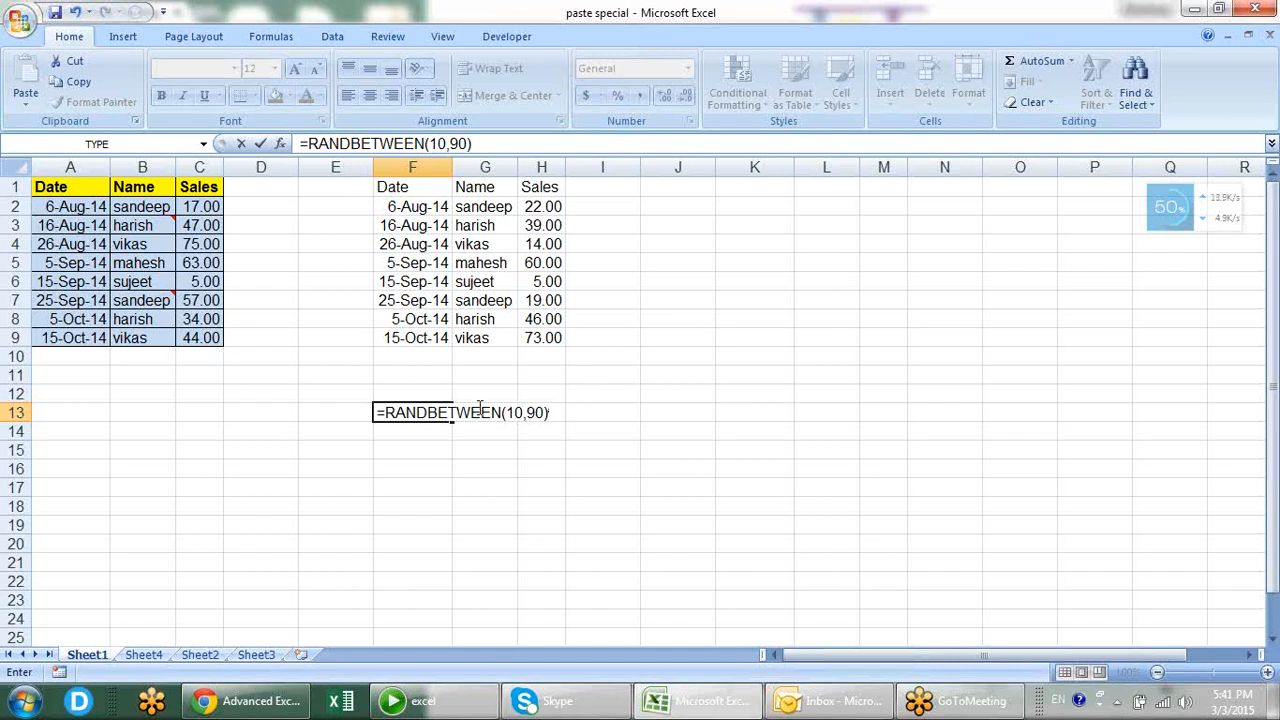 paste special - Microsoft Excel
Home Insert Page Layout Formulas Data Review View Developer
Paste Cut Copy Format Painter Clipboard
12 B I U A A Font
Wrap Text Merge & Center Alignment
General $ % , Number
Conditional Formatting Format as Table Cell Styles Styles
Insert Delete Format Cells
Σ AutoSum Fill Clear Sort & Filter Find & Select Editing
TYPE =RANDBETWEEN(10,90)
A B C D E F G H I J K L M N O P Q R
1 Date Name Sales Date Name Sales
2 6-Aug-14 sandeep 17.00 6-Aug-14 sandeep 22.00
3 16-Aug-14 harish 47.00 16-Aug-14 harish 39.00
4 26-Aug-14 vikas 75.00 26-Aug-14 vikas 14.00
5 5-Sep-14 mahesh 63.00 5-Sep-14 mahesh 60.00
6 15-Sep-14 sujeet 5.00 15-Sep-14 sujeet 5.00
7 25-Sep-14 sandeep 57.00 25-Sep-14 sandeep 19.00
8 5-Oct-14 harish 34.00 5-Oct-14 harish 46.00
9 15-Oct-14 vikas 44.00 15-Oct-14 vikas 73.00
50% 13.9K/s
4.9K/s
10
11
12
13 =RANDBETWEEN(10,90)
14
15
16
17
18
19
20
21
22
23
24
25
Sheet1 Sheet4 Sheet2 Sheet3
Enter 100%
Advanced Exc... excel Skype Microsoft Exc... Inbox - Micro... GoToMeeting EN 5:41 PM
3/3/2015